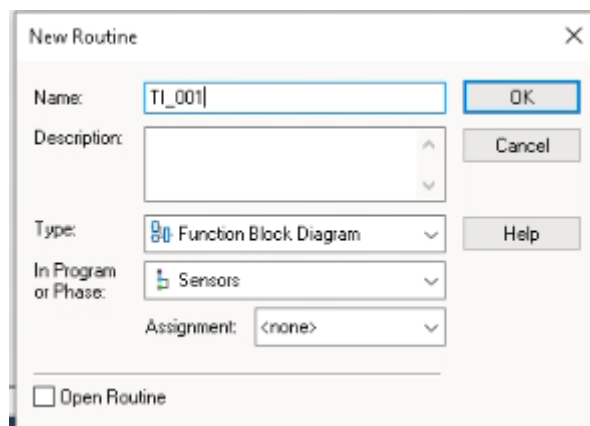 New Routine
Name: TI_001 OK
Description: Cancel
Type: Function Block Diagram Help
In Program
or Phase: Sensors
Assignment: <none>
Open Routine